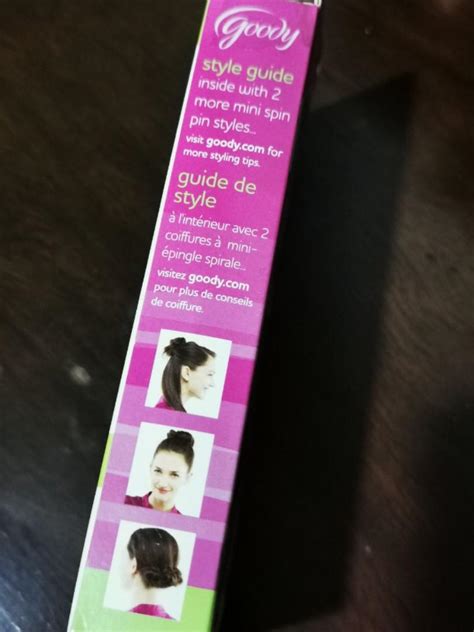 goody
style guide
inside with 2
more mini spin
pin styles..
visit goody.com for
more styling tips.
guide de
style
à l'intérieur avec 2
coiffures à mini-
épingle spirale..
visitez goody.com
pour plus de conseils
de coiffure.